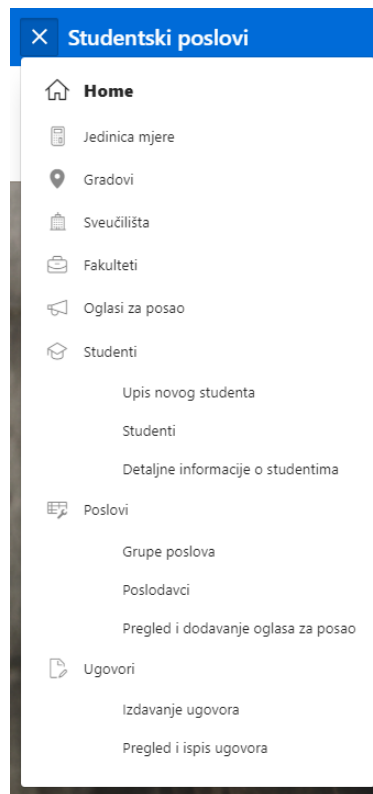 Studentski poslovi
Home
Jedinica mjere
Gradovi
Sveučilišta
Fakulteti
Oglasi za posao
Studenti
Upis novog studenta
Studenti
Detaljne informacije o studentima
Poslovi
Grupe poslova
Poslodavci
Pregled i dodavanje oglasa za posao
Ugovori
Izdavanje ugovora
Pregled i ispis ugovora